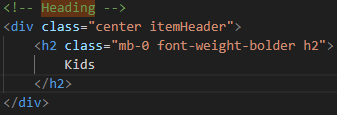 <!-- Heading -->
<div class="center itemHeader">
    <h2 class="mb-0 font-weight-bolder h2">
        Kids
    </h2>
</div>